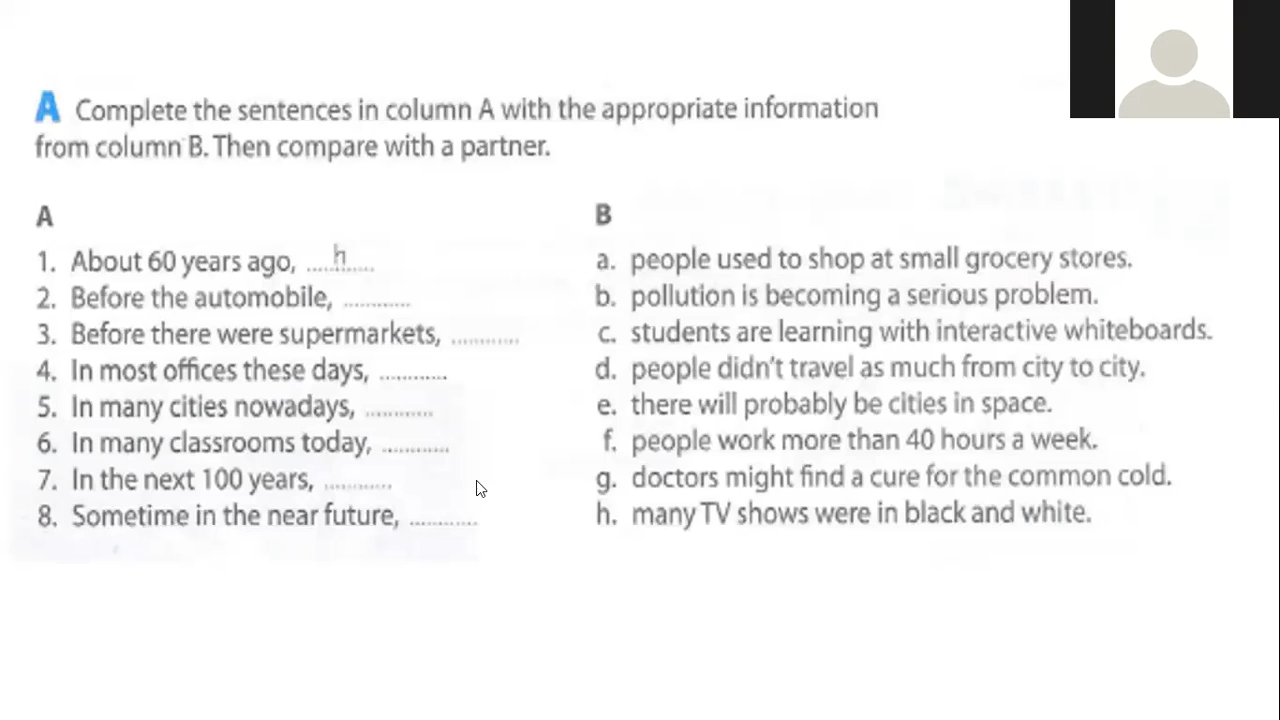 A Complete the sentences in column A with the appropriate information
from column B. Then compare with a partner.
A
1. About 60 years ago, ......h......
2. Before the automobile, ............
3. Before there were supermarkets, ............
4. In most offices these days, ............
5. In many cities nowadays, ............
6. In many classrooms today, ............
7. In the next 100 years, ............
8. Sometime in the near future, ............
B
a. people used to shop at small grocery stores.
b. pollution is becoming a serious problem.
c. students are learning with interactive whiteboards.
d. people didn't travel as much from city to city.
e. there will probably be cities in space.
f. people work more than 40 hours a week.
g. doctors might find a cure for the common cold.
h. many TV shows were in black and white.